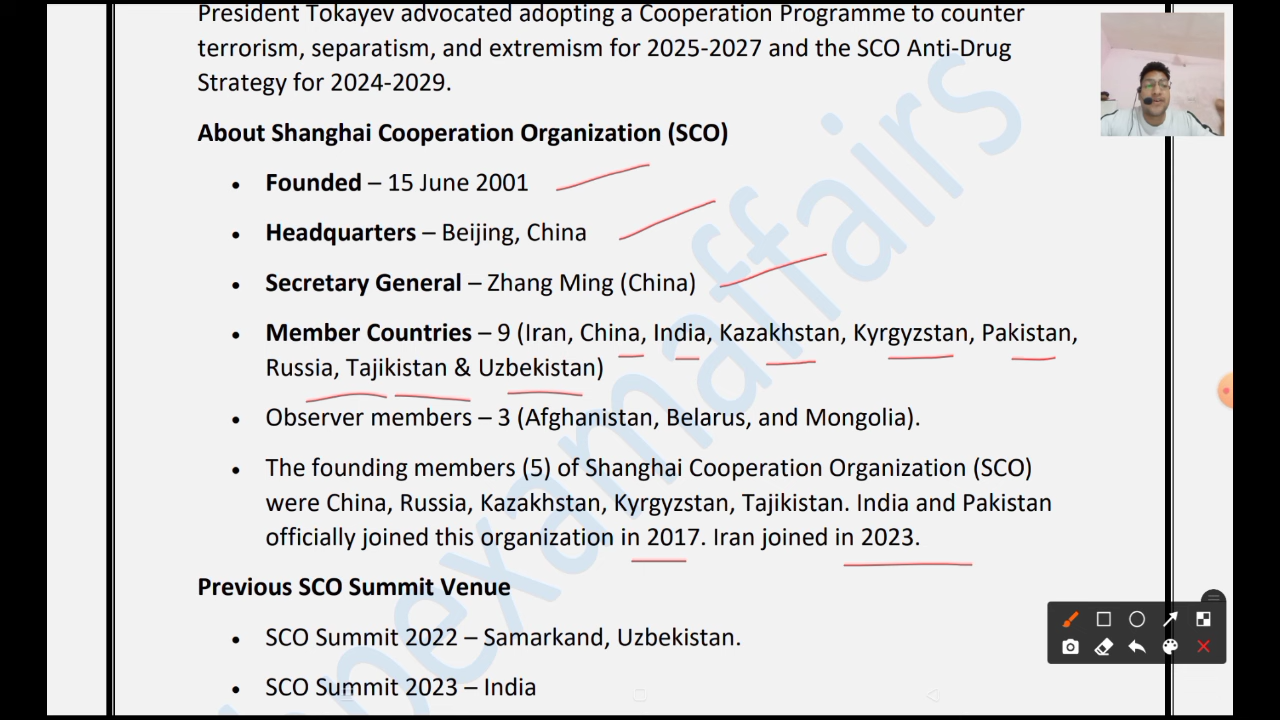 President Tokayev advocated adopting a Cooperation Programme to counter
terrorism, separatism, and extremism for 2025-2027 and the SCO Anti-Drug
Strategy for 2024-2029.
About Shanghai Cooperation Organization (SCO)
• Founded – 15 June 2001
• Headquarters – Beijing, China
• Secretary General – Zhang Ming (China)
• Member Countries – 9 (Iran, China, India, Kazakhstan, Kyrgyzstan, Pakistan,
Russia, Tajikistan & Uzbekistan)
• Observer members – 3 (Afghanistan, Belarus, and Mongolia).
• The founding members (5) of Shanghai Cooperation Organization (SCO)
were China, Russia, Kazakhstan, Kyrgyzstan, Tajikistan. India and Pakistan
officially joined this organization in 2017. Iran joined in 2023.
Previous SCO Summit Venue
• SCO Summit 2022 – Samarkand, Uzbekistan.
• SCO Summit 2023 – India